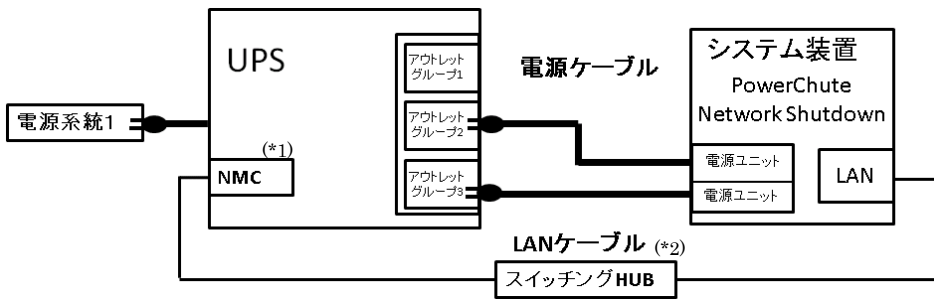 UPS
アウトレット
グループ1
アウトレット
グループ2
アウトレット
グループ3
電源系統1
(*1)
NMC
電源ケーブル
システム装置
PowerChute
Network Shutdown
電源ユニット
電源ユニット
LAN
LANケーブル (*2)
スイッチングHUB